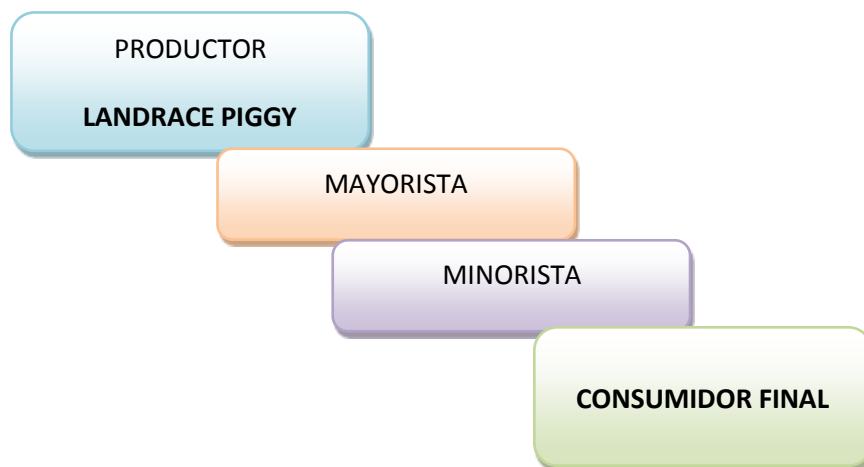 PRODUCTOR
LANDRACE PIGGY
MAYORISTA
MINORISTA
CONSUMIDOR FINAL